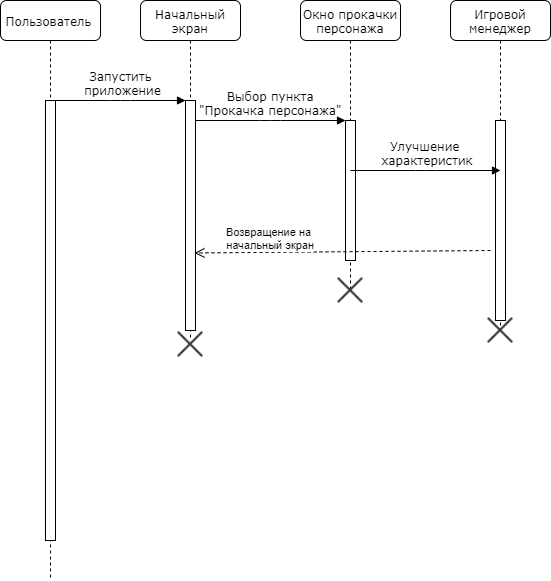 Пользователь
Начальный
экран
Окно прокачки
персонажа
Игровой
менеджер
Запустить
приложение
Выбор пункта
"Прокачка персонажа"
Улучшение
характеристик
Возвращение на
начальный экран